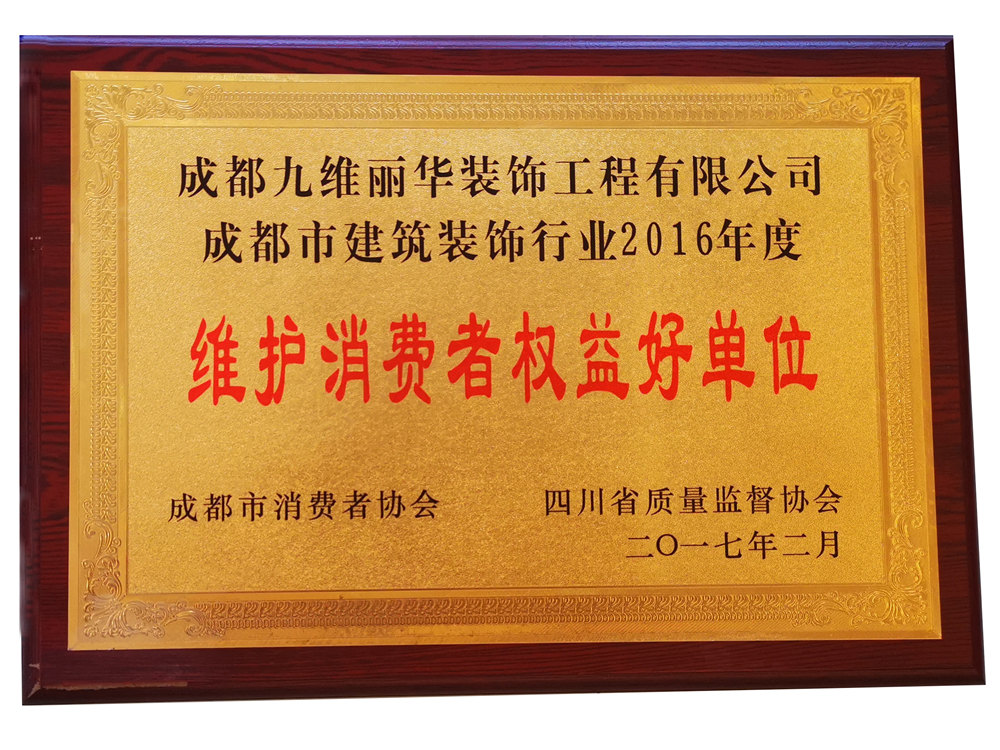 成都九维丽华装饰工程有限公司
成都市建筑装饰行业2016年度
维护消费者权益好单位
成都市消费者协会 四川省质量监督协会
二〇一七年二月